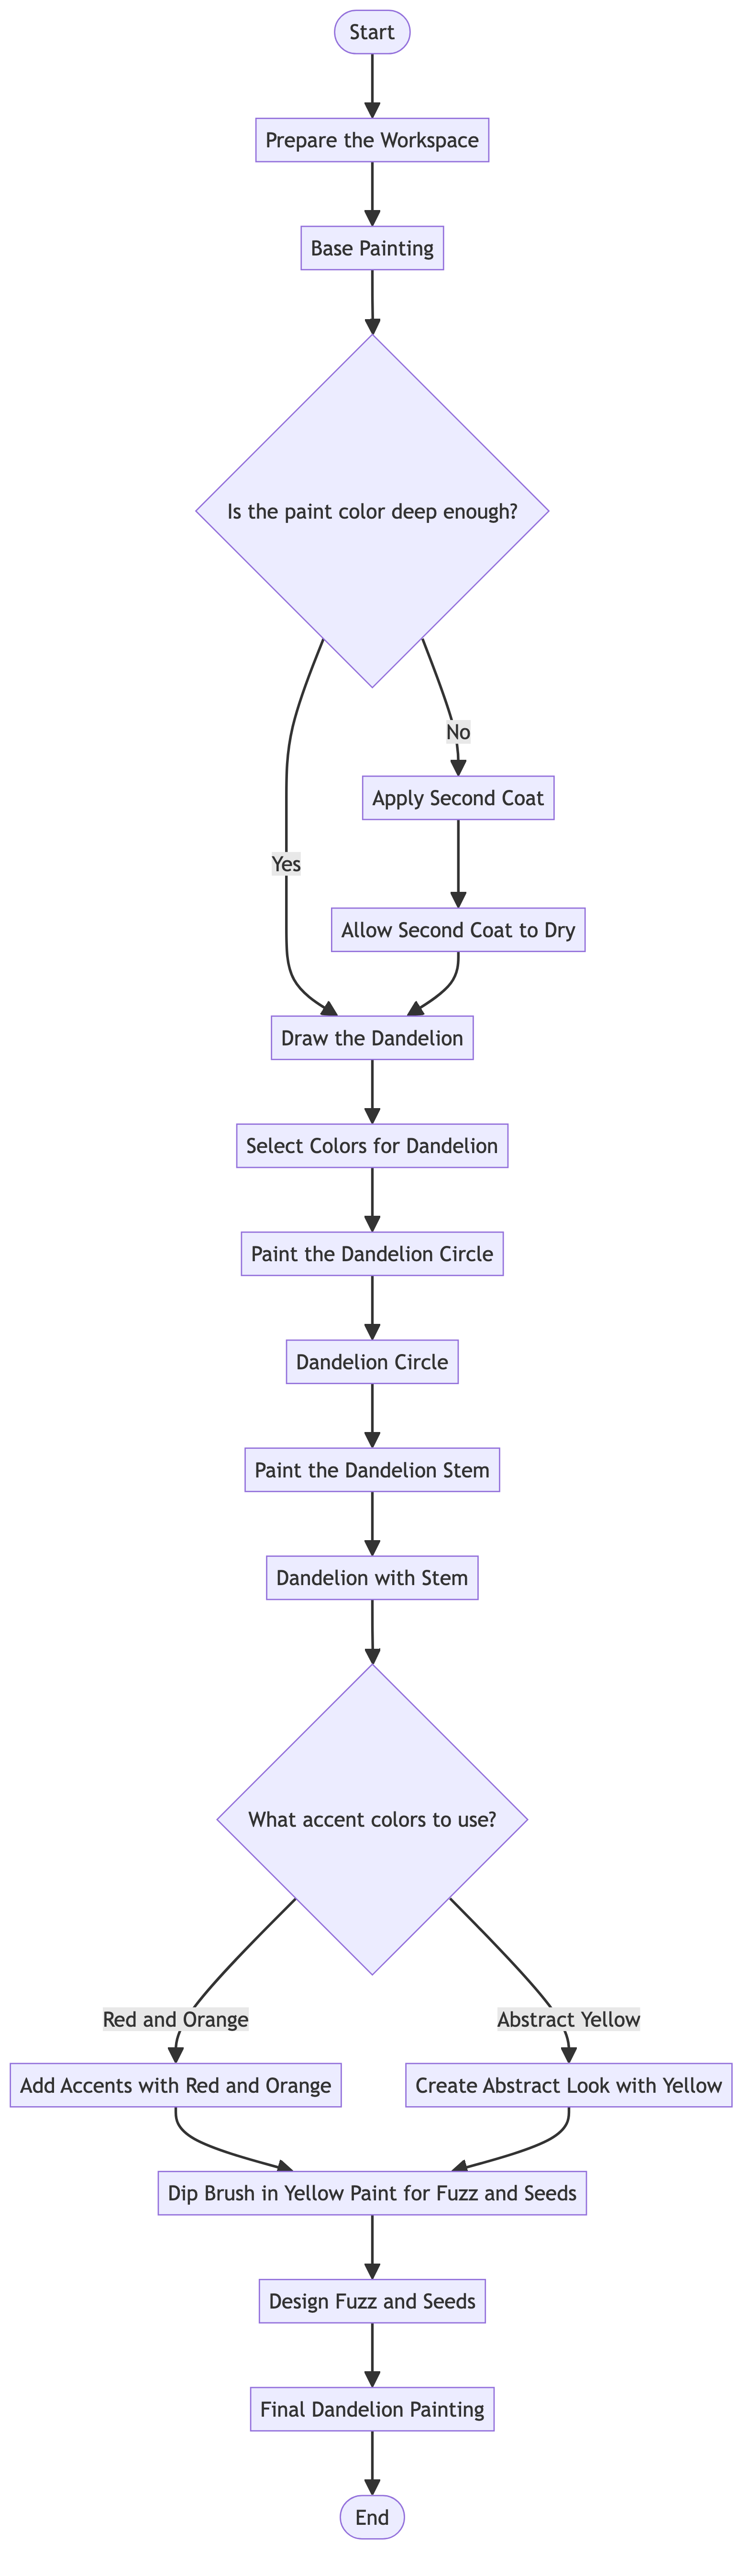 Start
Prepare the Workspace
Base Painting
Is the paint color deep enough?
No
Apply Second Coat
Yes
Allow Second Coat to Dry
Draw the Dandelion
Select Colors for Dandelion
Paint the Dandelion Circle
Dandelion Circle
Paint the Dandelion Stem
Dandelion with Stem
What accent colors to use?
Red and Orange
Abstract Yellow
Add Accents with Red and Orange
Create Abstract Look with Yellow
Dip Brush in Yellow Paint for Fuzz and Seeds
Design Fuzz and Seeds
Final Dandelion Painting
End